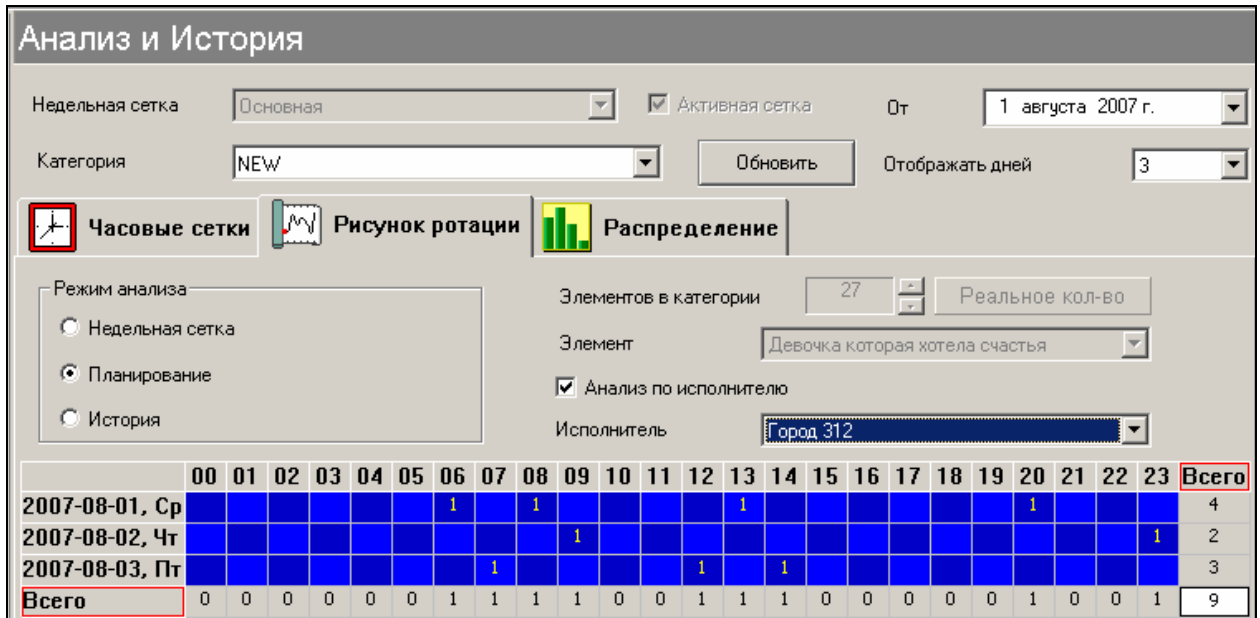 Анализ и История
Недельная сетка Основная Активная сетка От 1 августа 2007 г.
Категория NEW Обновить Отображать дней 3
Часовые сетки Рисунок ротации Распределение
Режим анализа
Элементов в категории 27 Реальное кол-во
Недельная сетка
Элемент Девочка которая хотела счастья
Планирование
Анализ по исполнителю
История
Исполнитель Город 312
00 01 02 03 04 05 06 07 08 09 10 11 12 13 14 15 16 17 18 19 20 21 22 23 Всего
2007-08-01, Ср 1 1 1 1 4
2007-08-02, Чт 1 1 2
2007-08-03, Пт 1 1 1 3
Всего 0 0 0 0 0 0 1 1 1 1 0 0 1 1 1 0 0 0 0 0 1 0 0 1 9